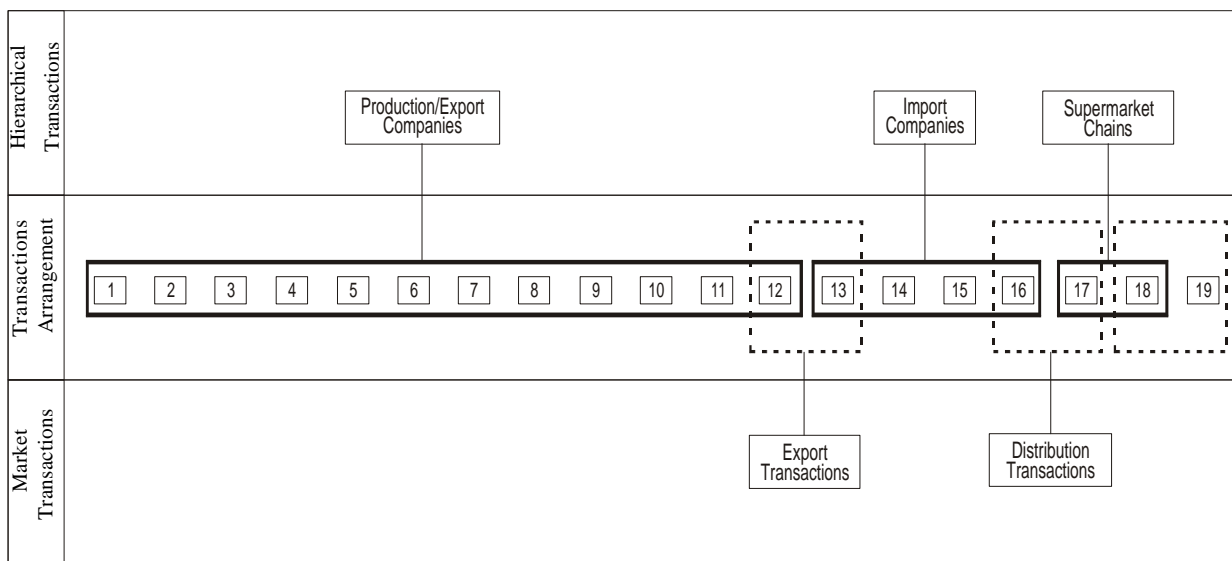 Hierarchical
Transactions
Production/Export
Companies
Import
Companies
Supermarket
Chains
Transactions
Arrangement
1 2 3 4 5 6 7 8 9 10 11 12 13 14 15 16 17 18 19
Market
Transactions
Export
Transactions
Distribution
Transactions